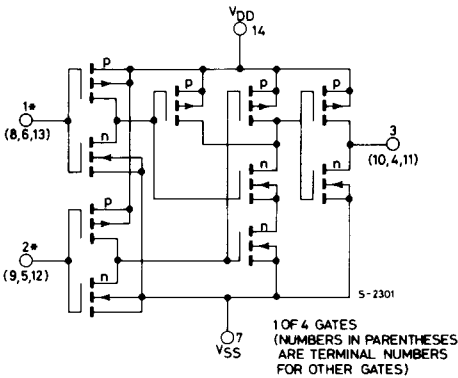 VDD
14
p
p
p
p
1*
(8,6,13)
3
(10,4,11)
n
n
n
p
2*
(9,5,12)
n
n
S-2301
7
VSS
1 OF 4 GATES
(NUMBERS IN PARENTHESES
ARE TERMINAL NUMBERS
FOR OTHER GATES)